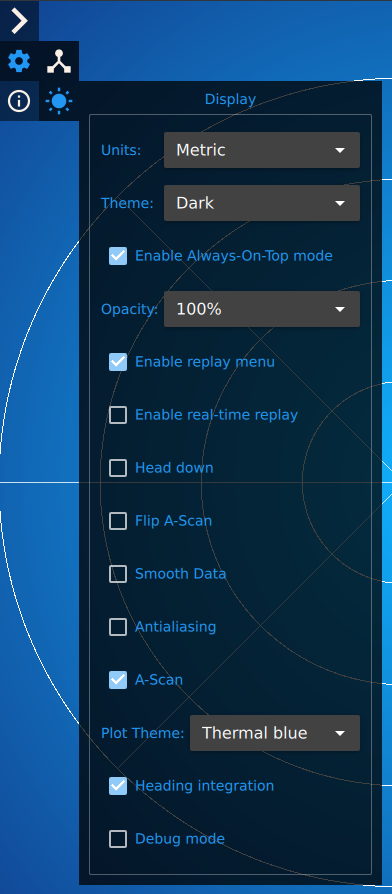 Display
Units: Metric
Theme: Dark
Enable Always-On-Top mode
Opacity: 100%
Enable replay menu
Enable real-time replay
Head down
Flip A-Scan
Smooth Data
Antialiasing
A-Scan
Plot Theme: Thermal blue
Heading integration
Debug mode